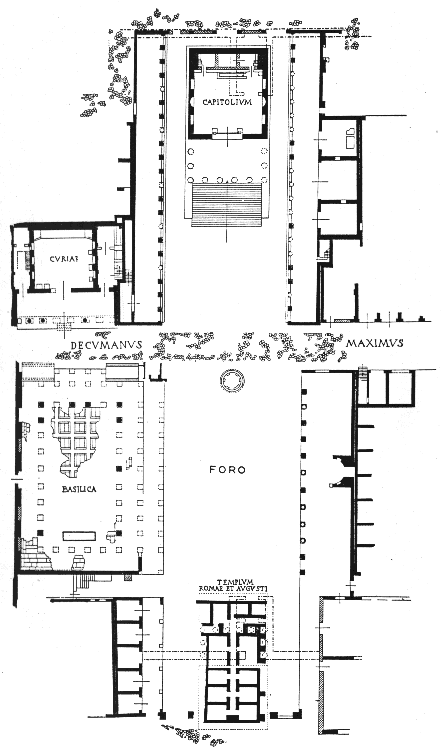 CAPITOLIVM
CVRIAE
DECVMANVS MAXIMVS
FORO
BASILICA
TEMPLVM
ROMAE ET AVGVSTI